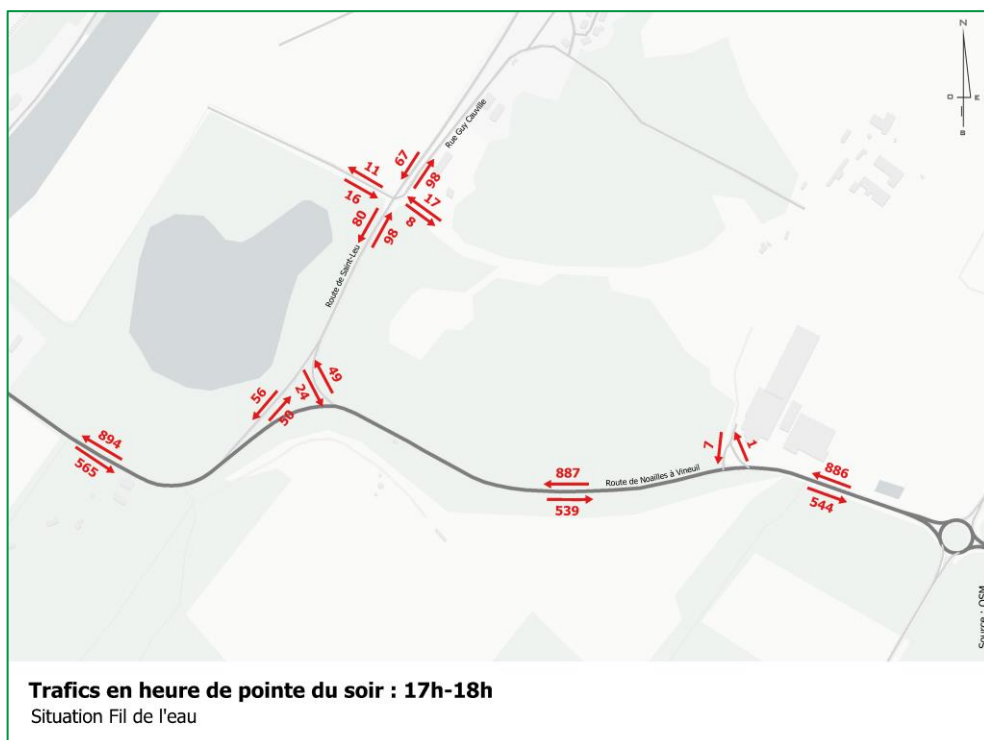 N
O
E
S
Rue Guy Cauville
67
98
11
16
17
8
80
98
Route de Saint-Leu
49
24
56
50
894
565
7
1
887
Route de Noailles à Vineuil
539
886
544
Source : OSM
Trafics en heure de pointe du soir : 17h-18h
Situation Fil de l'eau